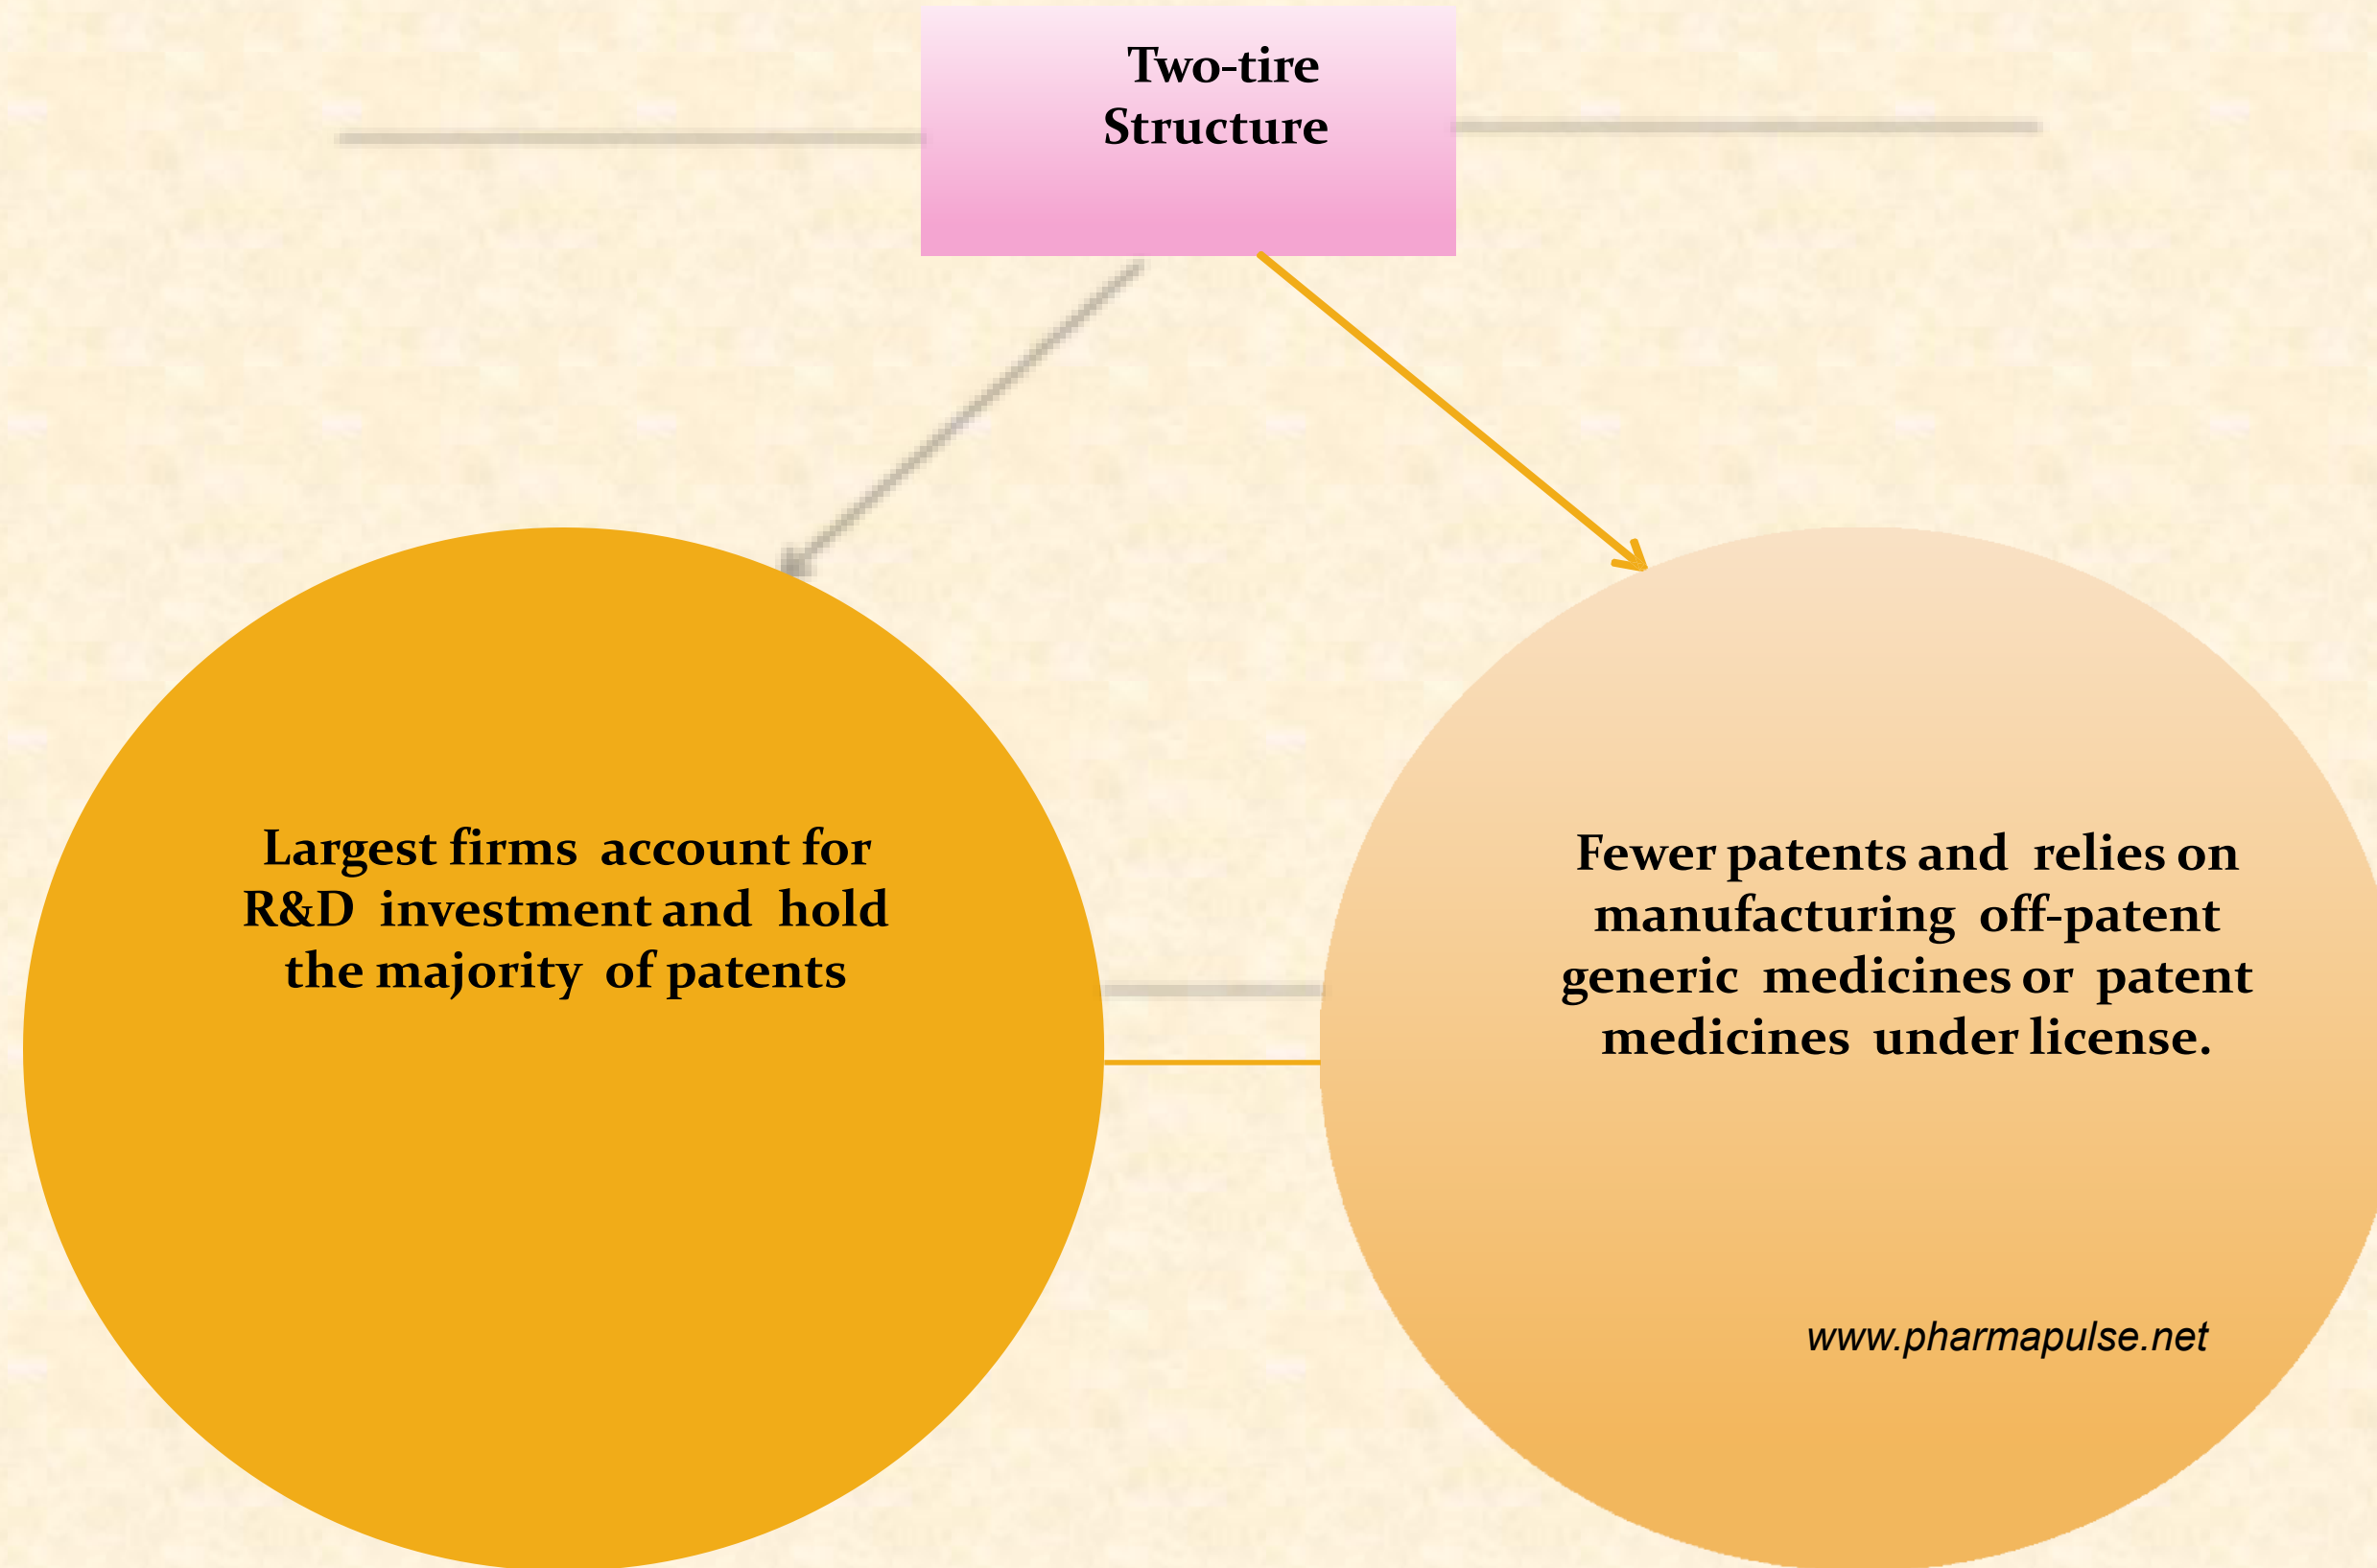 Two-tire
Structure
Largest firms account for
R&D investment and hold
the majority of patents
Fewer patents and relies on
manufacturing off-patent
generic medicines or patent
medicines under license.
www.pharmapulse.net